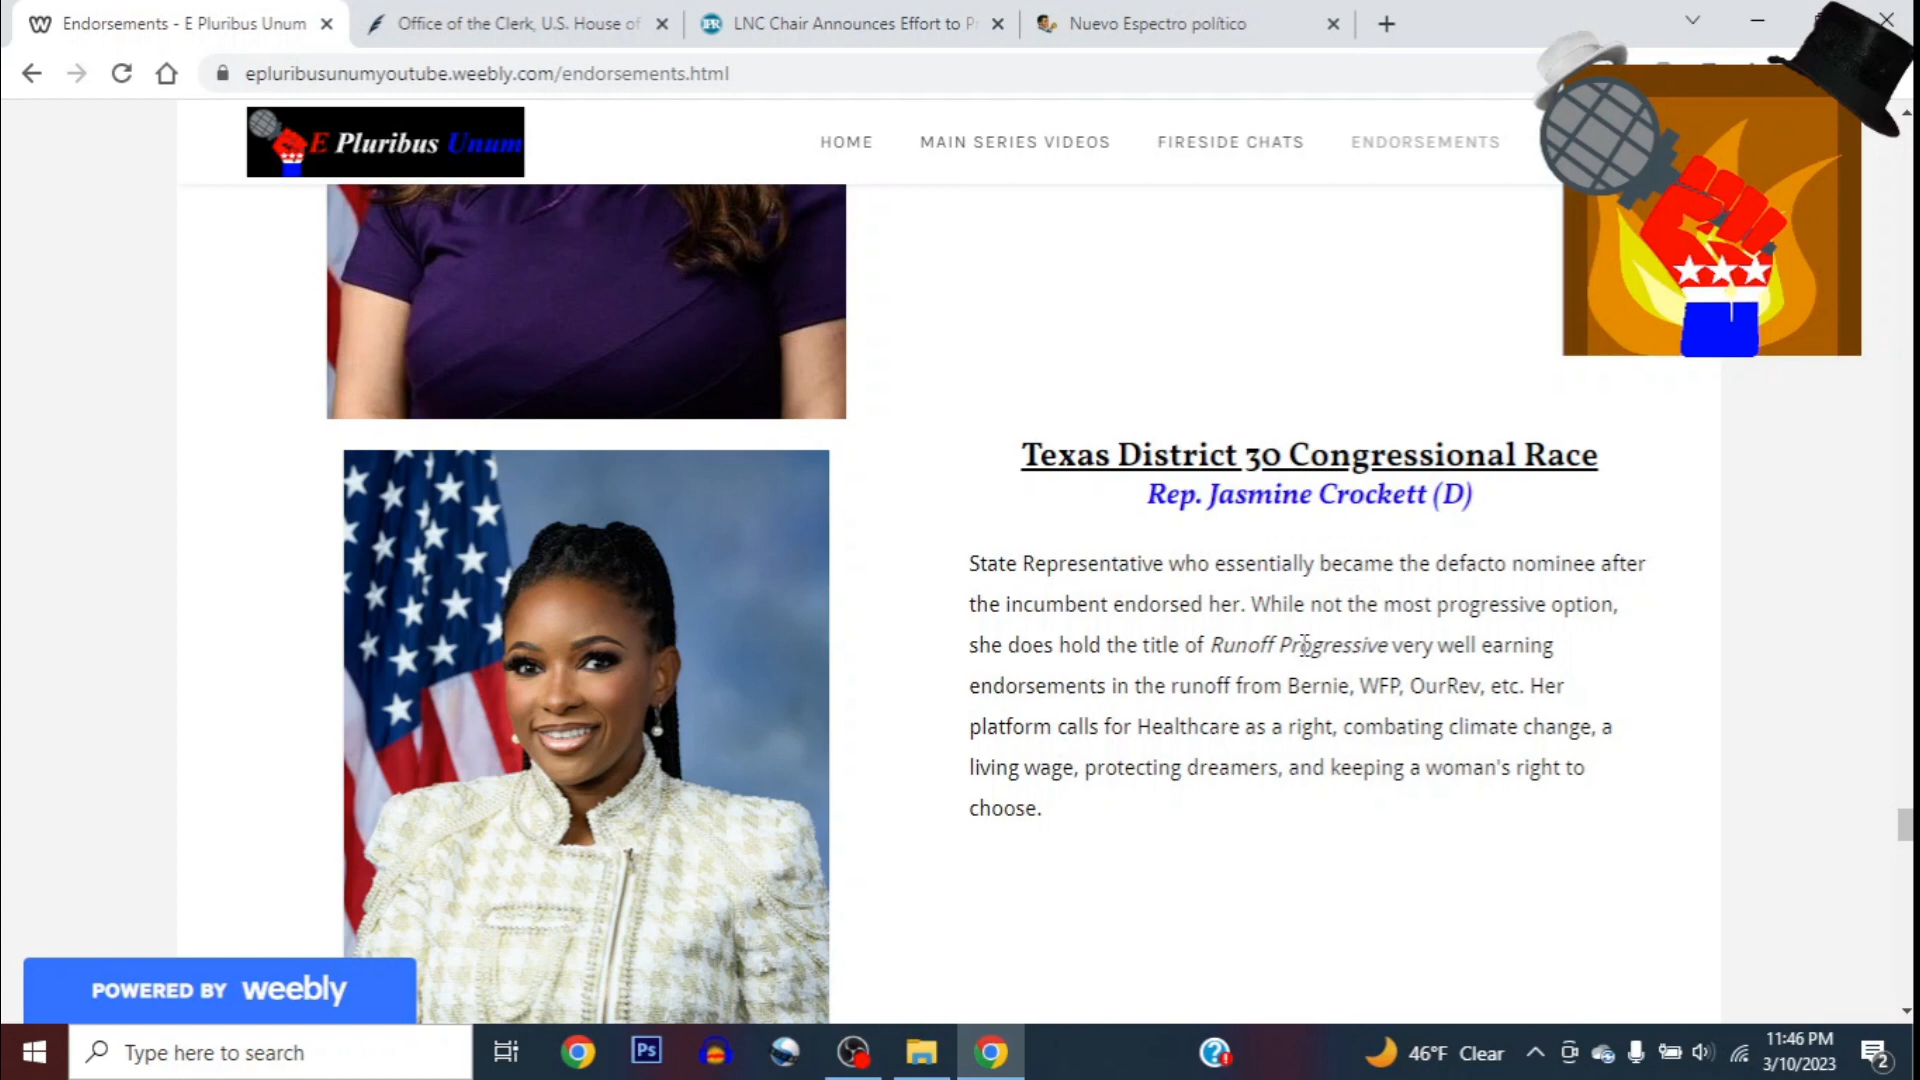 Endorsements - E Pluribus Unum
Office of the Clerk, U.S. House of
IPR
LNC Chair Announces Effort to Pr
Nuevo Espectro político
epluribusunumyoutube.weebly.com/endorsements.html
E Pluribus Unum
HOME
MAIN SERIES VIDEOS
FIRESIDE CHATS
ENDORSEMENTS
Texas District 30 Congressional Race
Rep. Jasmine Crockett (D)
State Representative who essentially became the defacto nominee after
the incumbent endorsed her. While not the most progressive option,
she does hold the title of Runoff Progressive very well earning
endorsements in the runoff from Bernie, WFP, OurRev, etc. Her
platform calls for Healthcare as a right, combating climate change, a
living wage, protecting dreamers, and keeping a woman's right to
choose.
POWERED BY weebly
Type here to search
Ps
46°F Clear
11:46 PM
3/10/2023
2